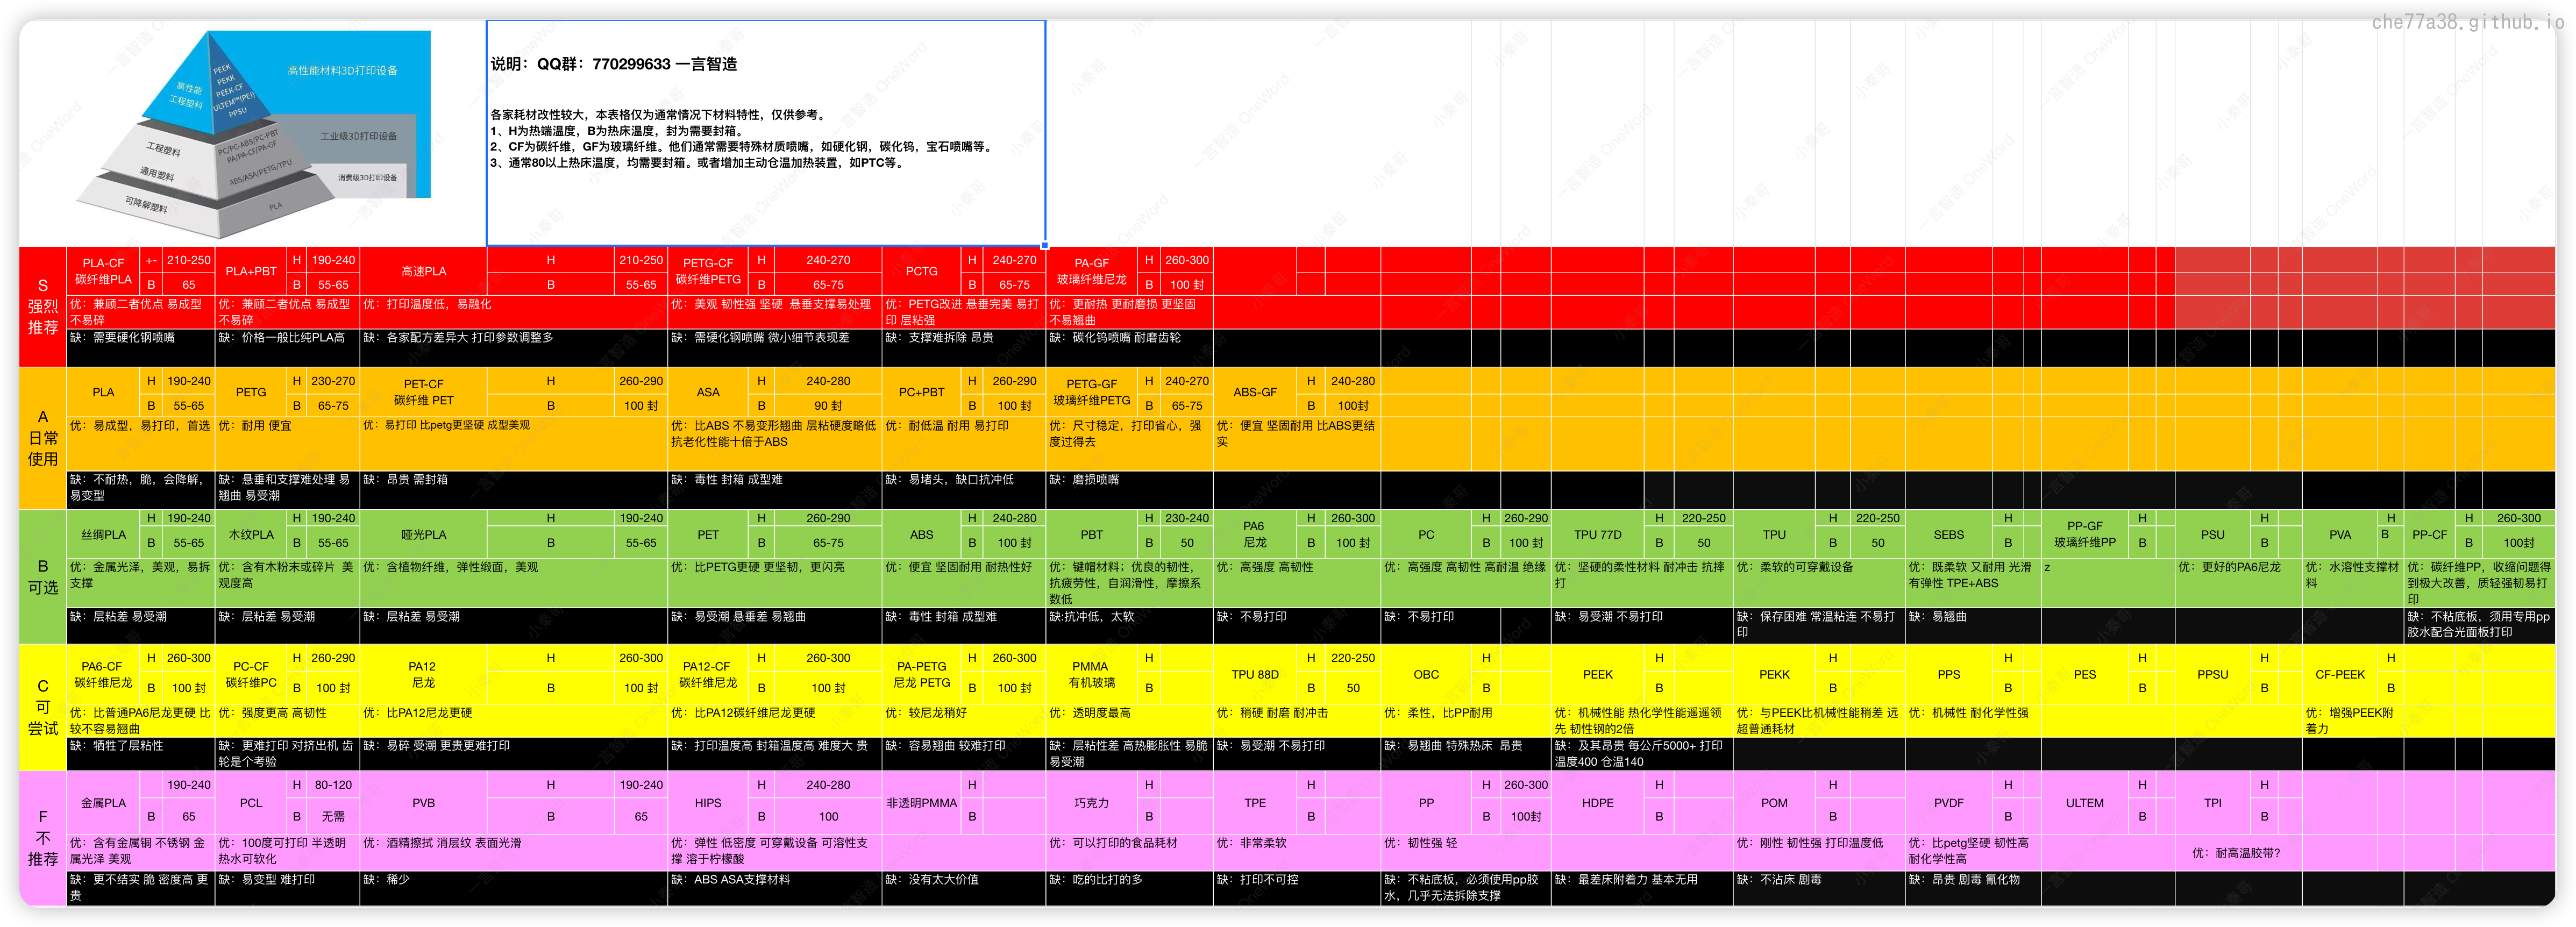 che77a38.github.io
高性能
工程塑料
PEEK
PEKK
PEEK-CF
ULTEM™(PEI)
PPSU
高性能材料3D打印设备
工程塑料
PC/PC-ABS/PC-PBT
PA/PA-CF/PA-GF
工业级3D打印设备
通用塑料
ABS/ASA/PETG/TPU
消费级3D打印设备
可降解塑料
PLA
说明：QQ群：770299633 一言智造
各家耗材改性较大，本表格仅为通常情况下材料特性，仅供参考。
1、H为热端温度，B为热床温度，封为需要封箱。
2、CF为碳纤维，GF为玻璃纤维。他们通常需要特殊材质喷嘴，如硬化钢，碳化钨，宝石喷嘴等。
3、通常80以上热床温度，均需要封箱。或者增加主动仓温加热装置，如PTC等。
S
强烈
推荐
PLA-CF
碳纤维PLA
+- 210-250
B 65
PLA+PBT
H 190-240
B 55-65
高速PLA
H 210-250
B 55-65
PETG-CF
碳纤维PETG
H 240-270
B 65-75
PCTG
H 240-270
B 65-75
PA-GF
玻璃纤维尼龙
H 260-300
B 100 封
优：兼顾二者优点 易成型
不易碎
优：兼顾二者优点 易成型
不易碎
优：打印温度低，易融化
优：美观 韧性强 坚硬 悬垂支撑易处理
优：PETG改进 悬垂完美 易打
印 层粘强
优：更耐热 更耐磨损 更坚固
不易翘曲
缺：需要硬化钢喷嘴
缺：价格一般比纯PLA高
缺：各家配方差异大 打印参数调整多
缺：需硬化钢喷嘴 微小细节表现差
缺：支撑难拆除 昂贵
缺：碳化钨喷嘴 耐磨齿轮
A
日常
使用
PLA
H 190-240
B 55-65
PETG
H 230-270
B 65-75
PET-CF
碳纤维 PET
H 260-290
B 100 封
ASA
H 240-280
B 90 封
PC+PBT
H 260-290
B 100 封
PETG-GF
玻璃纤维PETG
H 240-270
B 65-75
ABS-GF
H 240-280
B 100封
优：易成型，易打印，首选
优：耐用 便宜
优：易打印 比petg更坚硬 成型美观
优：比ABS 不易变形翘曲 层粘硬度略低
抗老化性能十倍于ABS
优：耐低温 耐用 易打印
优：尺寸稳定，打印省心，强
度过得去
优：便宜 坚固耐用 比ABS更结
实
缺：不耐热，脆，会降解，
易变型
缺：悬垂和支撑难处理 易
翘曲 易受潮
缺：昂贵 需封箱
缺：毒性 封箱 成型难
缺：易堵头，缺口抗冲低
缺：磨损喷嘴
B
可选
丝绸PLA
H 190-240
B 55-65
木纹PLA
H 190-240
B 55-65
哑光PLA
H 190-240
B 55-65
PET
H 260-290
B 65-75
ABS
H 240-280
B 100 封
PBT
H 230-240
B 50
PA6
尼龙
H 260-300
B 100 封
PC
H 260-290
B 100 封
TPU 77D
H 220-250
B 50
TPU
H 220-250
B 50
SEBS
H
B
PP-GF
玻璃纤维PP
H
B
PSU
H
B
PVA
H
B
PP-CF
H 260-300
B 100封
优：金属光泽，美观，易拆
支撑
优：含有木粉末或碎片 美
观度高
优：含植物纤维，弹性缎面，美观
优：比PETG更硬 更坚韧，更闪亮
优：便宜 坚固耐用 耐热性好
优：键帽材料；优良的韧性，
抗疲劳性，自润滑性，摩擦系
数低
优：高强度 高韧性
优：高强度 高韧性 高耐温 绝缘
优：坚硬的柔性材料 耐冲击 抗摔
打
优：柔软的可穿戴设备
优：既柔软 又耐用 光滑
有弹性 TPE+ABS
z
优：更好的PA6尼龙
优：水溶性支撑材
料
优：碳纤维PP，收缩问题得
到极大改善，质轻强韧易打
印
缺：层粘差 易受潮
缺：层粘差 易受潮
缺：层粘差 易受潮
缺：易受潮 悬垂差 易翘曲
缺：毒性 封箱 成型难
缺:抗冲低，太软
缺：不易打印
缺：不易打印
缺：易受潮 不易打印
缺：保存困难 常温粘连 不易打
印
缺：易翘曲
缺：不粘底板，须用专用pp
胶水配合光面板打印
C
可
尝试
PA6-CF
碳纤维尼龙
H 260-300
B 100 封
PC-CF
碳纤维PC
H 260-290
B 100 封
PA12
尼龙
H 260-300
B 100 封
PA12-CF
碳纤维尼龙
H 260-300
B 100 封
PA-PETG
尼龙 PETG
H 260-300
B 100 封
PMMA
有机玻璃
H
B
TPU 88D
H 220-250
B 50
OBC
H
B
PEEK
H
B
PEKK
H
B
PPS
H
B
PES
H
B
PPSU
H
B
CF-PEEK
H
B
优：比普通PA6尼龙更硬 比
较不容易翘曲
优：强度更高 高韧性
优：比PA12尼龙更硬
优：比PA12碳纤维尼龙更硬
优：较尼龙稍好
优：透明度最高
优：稍硬 耐磨 耐冲击
优：柔性，比PP耐用
优：机械性能 热化学性能遥遥领
先 韧性钢的2倍
优：与PEEK比机械性能稍差 远
超普通耗材
优：机械性 耐化学性强
优：增强PEEK附
着力
缺：牺牲了层粘性
缺：更难打印 对挤出机 齿
轮是个考验
缺：易碎 受潮 更贵更难打印
缺：打印温度高 封箱温度高 难度大 贵
缺：容易翘曲 较难打印
缺：层粘性差 高热膨胀性 易脆
易受潮
缺：易受潮 不易打印
缺：易翘曲 特殊热床 昂贵
缺：及其昂贵 每公斤5000+ 打印
温度400 仓温140
F
不
推荐
金属PLA
190-240
B 65
PCL
H 80-120
B 无需
PVB
H 190-240
B 65
HIPS
H 240-280
B 100
非透明PMMA
H
B
巧克力
H
B
TPE
H
B
PP
H 260-300
B 100封
HDPE
H
B
POM
H
B
PVDF
H
B
ULTEM
H
B
TPI
H
B
优：含有金属铜 不锈钢 金
属光泽 美观
优：100度可打印 半透明
热水可软化
优：酒精擦拭 消层纹 表面光滑
优：弹性 低密度 可穿戴设备 可溶性支
撑 溶于柠檬酸
优：可以打印的食品耗材
优：非常柔软
优：韧性强 轻
优：刚性 韧性强 打印温度低
优：比petg坚硬 韧性高
耐化学性高
优：耐高温胶带?
缺：更不结实 脆 密度高 更
贵
缺：易变型 难打印
缺：稀少
缺：ABS ASA支撑材料
缺：没有太大价值
缺：吃的比打的多
缺：打印不可控
缺：不粘底板，必须使用pp胶
水，几乎无法拆除支撑
缺：最差床附着力 基本无用
缺：不沾床 剧毒
缺：昂贵 剧毒 氰化物